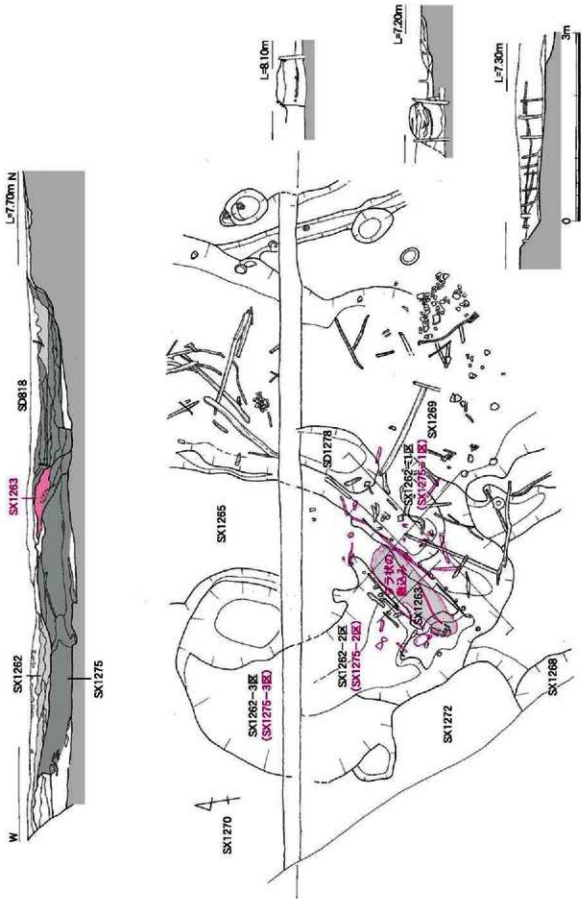 W
L=7.70m N
SX1262
SX1263
SD818
SX1275
L=8.10m
L=7.20m
L=7.30m
0
3m
SX1270
SX1262-3区
(SX1275-3区)
SX1265
SX1262-2区
(SX1275-2区)
SD1278
SX1262-1区
(SX1275-1区)
SX1269
SX1263
SX1272
SX1268